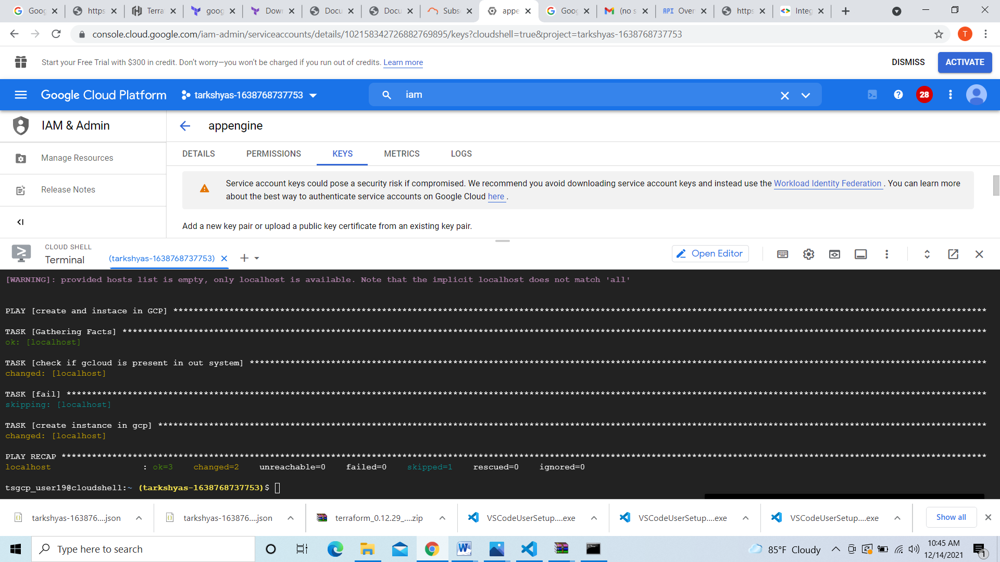 Goog
https
Terra
goog
Down
Docu
Docu
Subsc
appe
Goog
(no s
API Over
https
Integ
console.cloud.google.com/iam-admin/serviceaccounts/details/102158342726882769895/keys?cloudshell=true&project=tarkshyas-1638768737753
T
Start your Free Trial with $300 in credit. Don't worry—you won't be charged if you run out of credits. Learn more
DISMISS
ACTIVATE
Google Cloud Platform
tarkshyas-1638768737753
iam
28
IAM & Admin
appengine
Manage Resources
Release Notes
DETAILS
PERMISSIONS
KEYS
METRICS
LOGS
Service account keys could pose a security risk if compromised. We recommend you avoid downloading service account keys and instead use the Workload Identity Federation . You can learn more
about the best way to authenticate service accounts on Google Cloud here .
Add a new key pair or upload a public key certificate from an existing key pair.
CLOUD SHELL
Terminal
(tarkshyas-1638768737753)
Open Editor
[WARNING]: provided hosts list is empty, only localhost is available. Note that the implicit localhost does not match 'all'
PLAY [create and instace in GCP] ****************************************************************************************************************************************************************
TASK [Gathering Facts] **************************************************************************************************************************************************************************
ok: [localhost]
TASK [check if gcloud is present in out system] *************************************************************************************************************************************************
changed: [localhost]
TASK [fail] *************************************************************************************************************************************************************************************
skipping: [localhost]
TASK [create instance in gcp] *******************************************************************************************************************************************************************
changed: [localhost]
PLAY RECAP **************************************************************************************************************************************************************************************
localhost : ok=3 changed=2 unreachable=0 failed=0 skipped=1 rescued=0 ignored=0
tsgcp_user19@cloudshell:~ (tarkshyas-1638768737753)$
tarkshyas-163876....json
tarkshyas-163876....json
terraform_0.12.29_....zip
VSCodeUserSetup....exe
VSCodeUserSetup....exe
VSCodeUserSetup....exe
Show all
Type here to search
85°F Cloudy
10:45 AM
12/14/2021
1